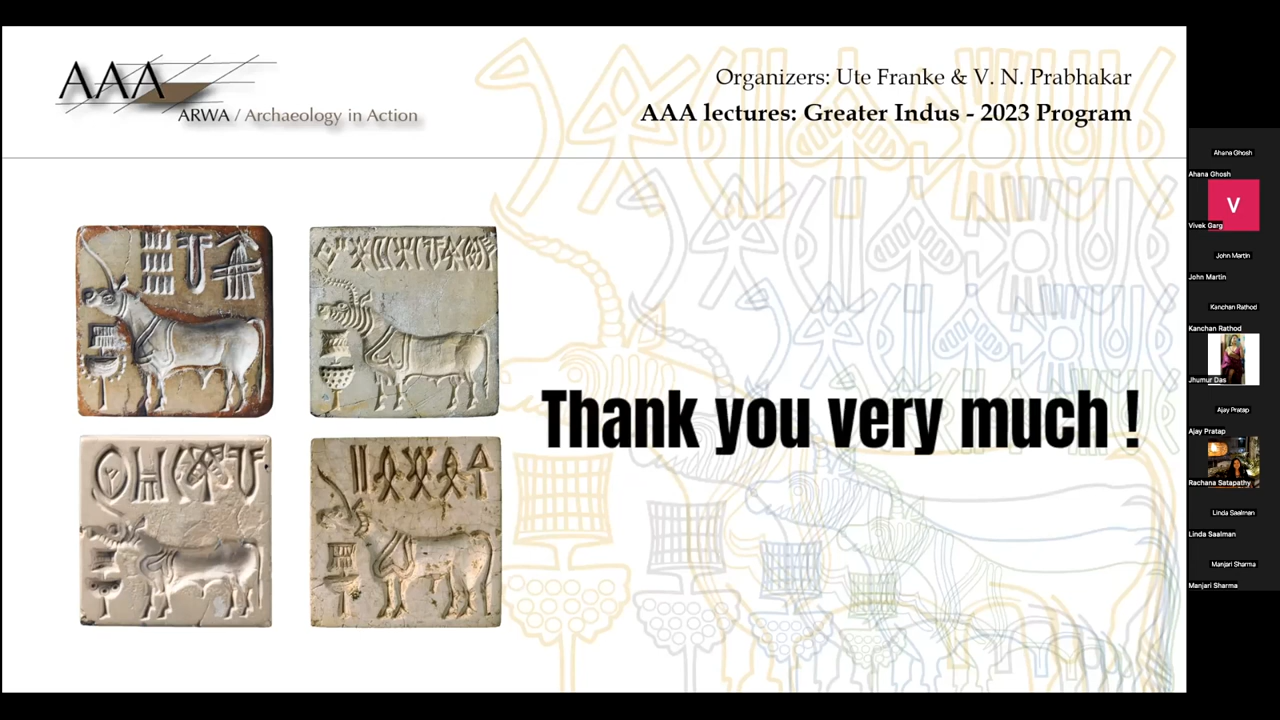 AAA
ARWA / Archaeology in Action
Organizers: Ute Franke & V. N. Prabhakar
AAA lectures: Greater Indus - 2023 Program
Thank you very much !
Ahana Ghosh
Ahana Ghosh
V
Vivek Garg
John Martin
John Martin
Kanchan Rathod
Kanchan Rathod
Jhumur Das
Ajay Pratap
Ajay Pratap
Rachana Satapathy
Linda Saalman
Linda Saalman
Manjari Sharma
Manjari Sharma